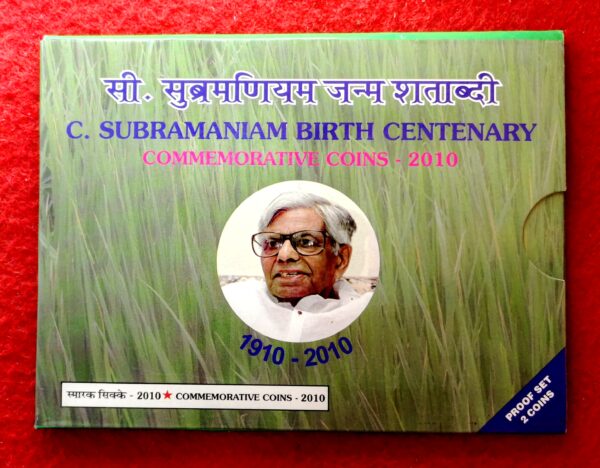 सी. सुब्रमणियम जन्म शताब्दी
C. SUBRAMANIAM BIRTH CENTENARY
COMMEMORATIVE COINS - 2010
1910 - 2010
स्मारक सिक्के - 2010 ★ COMMEMORATIVE COINS - 2010
PROOF SET
2 COINS